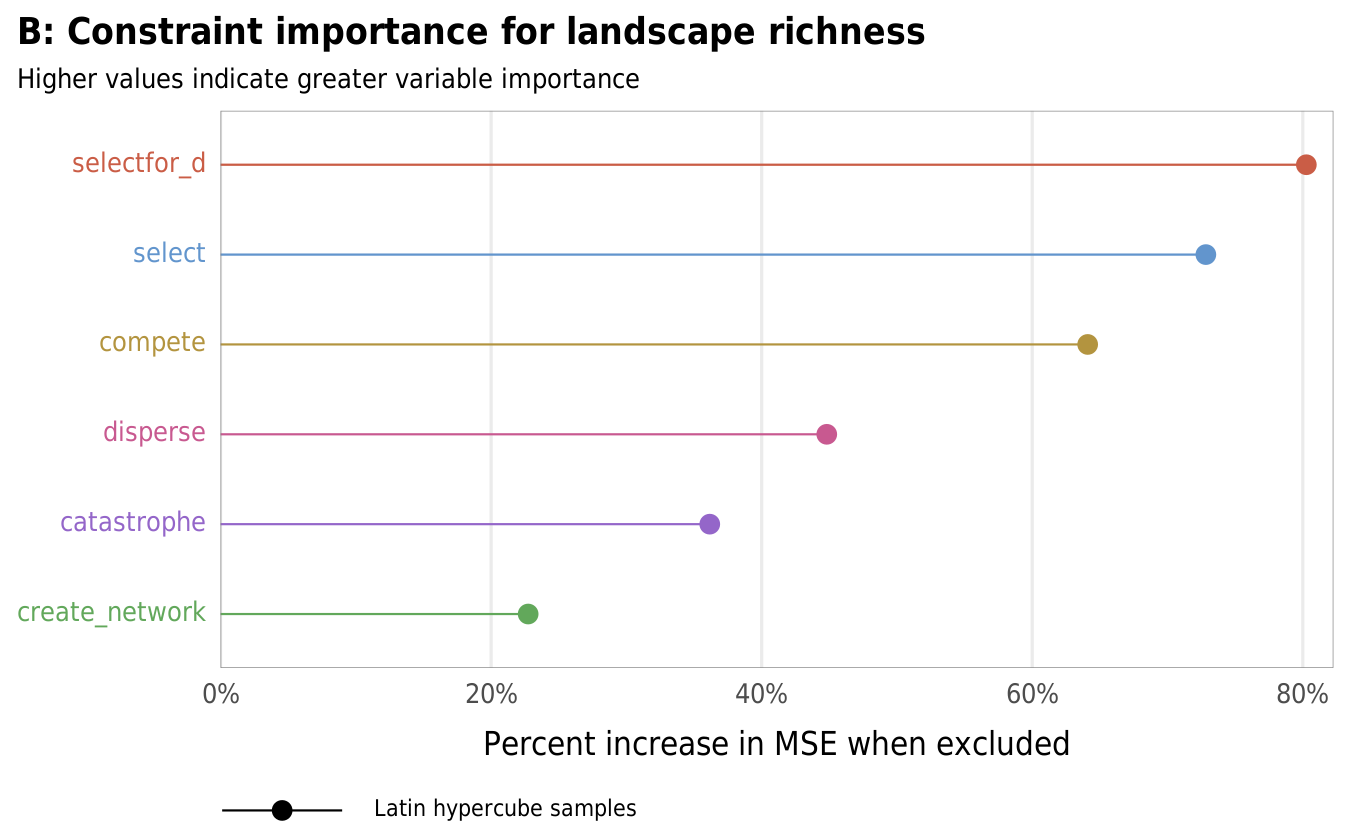 B: Constraint importance for landscape richness
Higher values indicate greater variable importance
selectfor_d
select
compete
disperse
catastrophe
create_network
0% 20% 40% 60% 80%
Percent increase in MSE when excluded
Latin hypercube samples